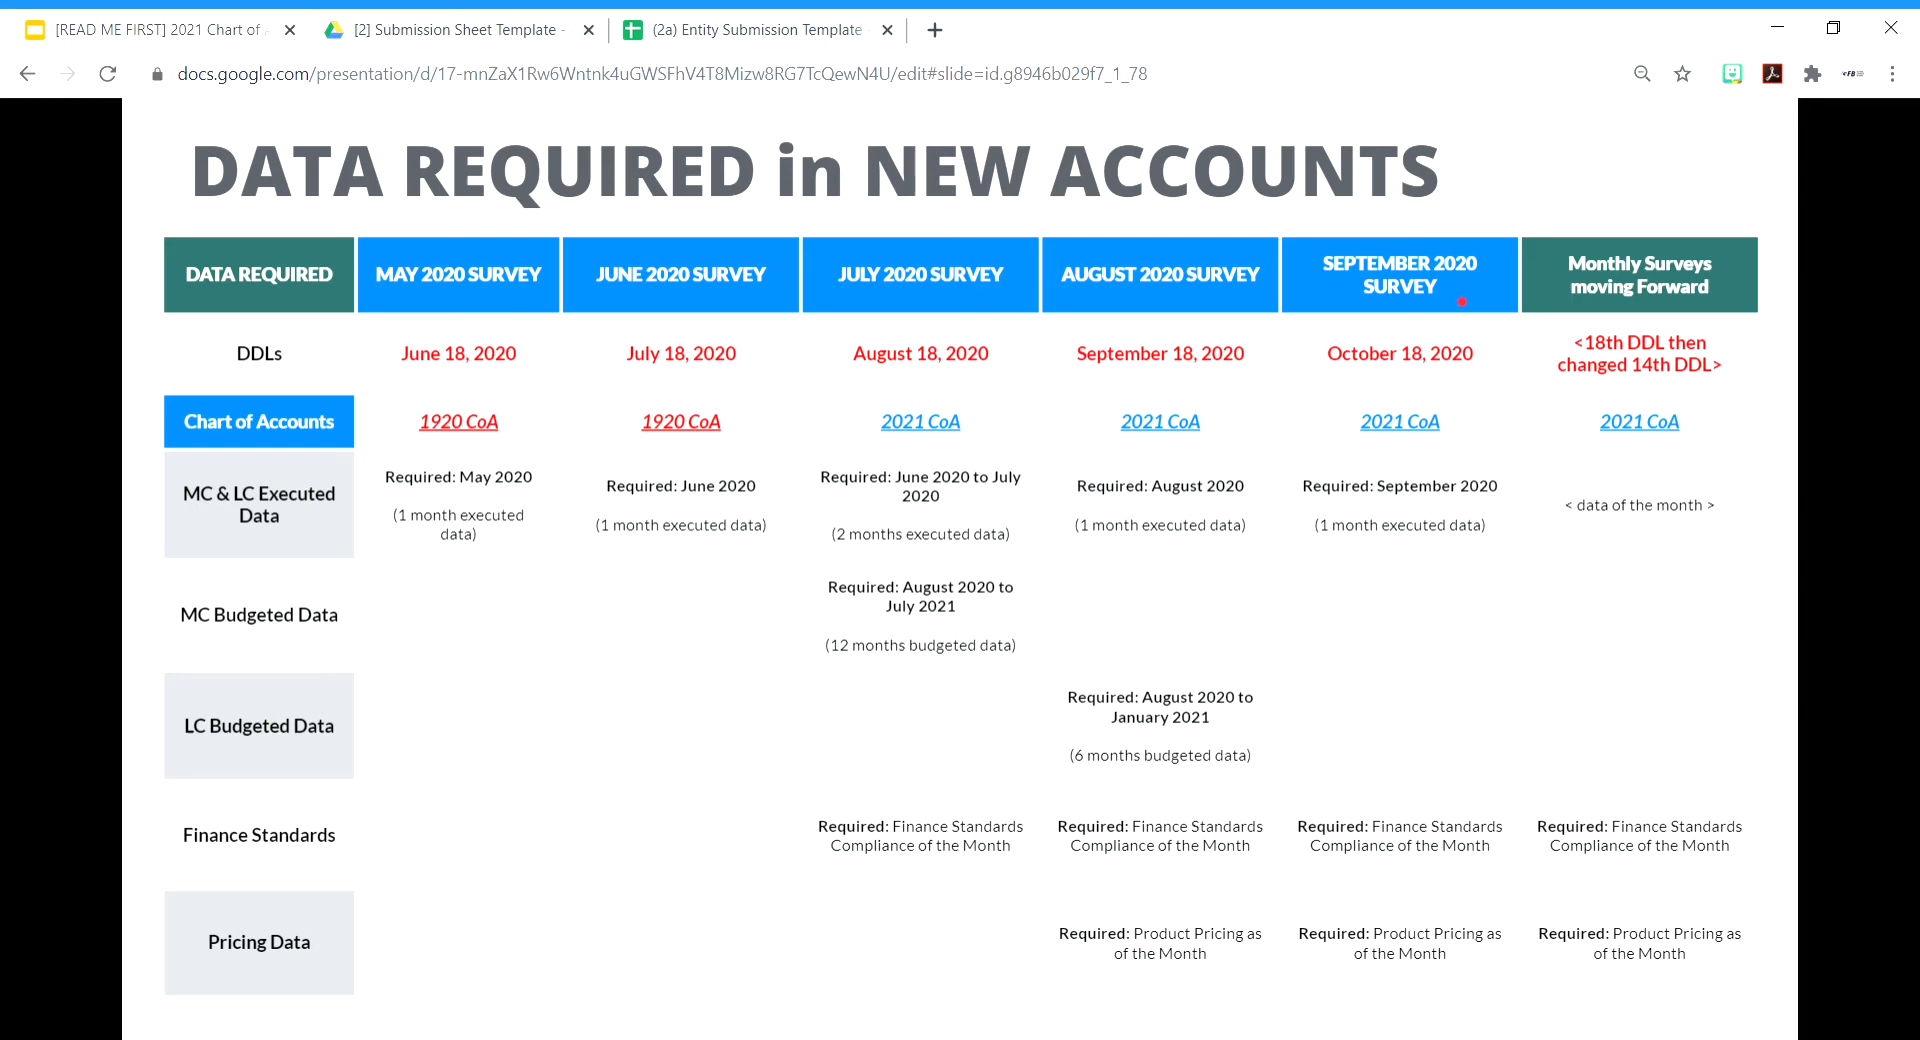 [READ ME FIRST] 2021 Chart of
[2] Submission Sheet Template -
(2a) Entity Submission Template
docs.google.com/presentation/d/17-mnZaX1Rw6Wntnk4uGWSFhV4T8Mizw8RG7TcQewN4U/edit#slide=id.g8946b029f7_1_78
DATA REQUIRED in NEW ACCOUNTS
DATA REQUIRED
MAY 2020 SURVEY
JUNE 2020 SURVEY
JULY 2020 SURVEY
AUGUST 2020 SURVEY
SEPTEMBER 2020
SURVEY
Monthly Surveys
moving Forward
DDLs
June 18, 2020
July 18, 2020
August 18, 2020
September 18, 2020
October 18, 2020
<18th DDL then
changed 14th DDL>
Chart of Accounts
1920 CoA
1920 CoA
2021 CoA
2021 CoA
2021 CoA
2021 CoA
MC & LC Executed
Data
Required: May 2020
(1 month executed
data)
Required: June 2020
(1 month executed data)
Required: June 2020 to July
2020
(2 months executed data)
Required: August 2020
(1 month executed data)
Required: September 2020
(1 month executed data)
< data of the month >
MC Budgeted Data
Required: August 2020 to
July 2021
(12 months budgeted data)
LC Budgeted Data
Required: August 2020 to
January 2021
(6 months budgeted data)
Finance Standards
Required: Finance Standards
Compliance of the Month
Required: Finance Standards
Compliance of the Month
Required: Finance Standards
Compliance of the Month
Required: Finance Standards
Compliance of the Month
Pricing Data
Required: Product Pricing as
of the Month
Required: Product Pricing as
of the Month
Required: Product Pricing as
of the Month